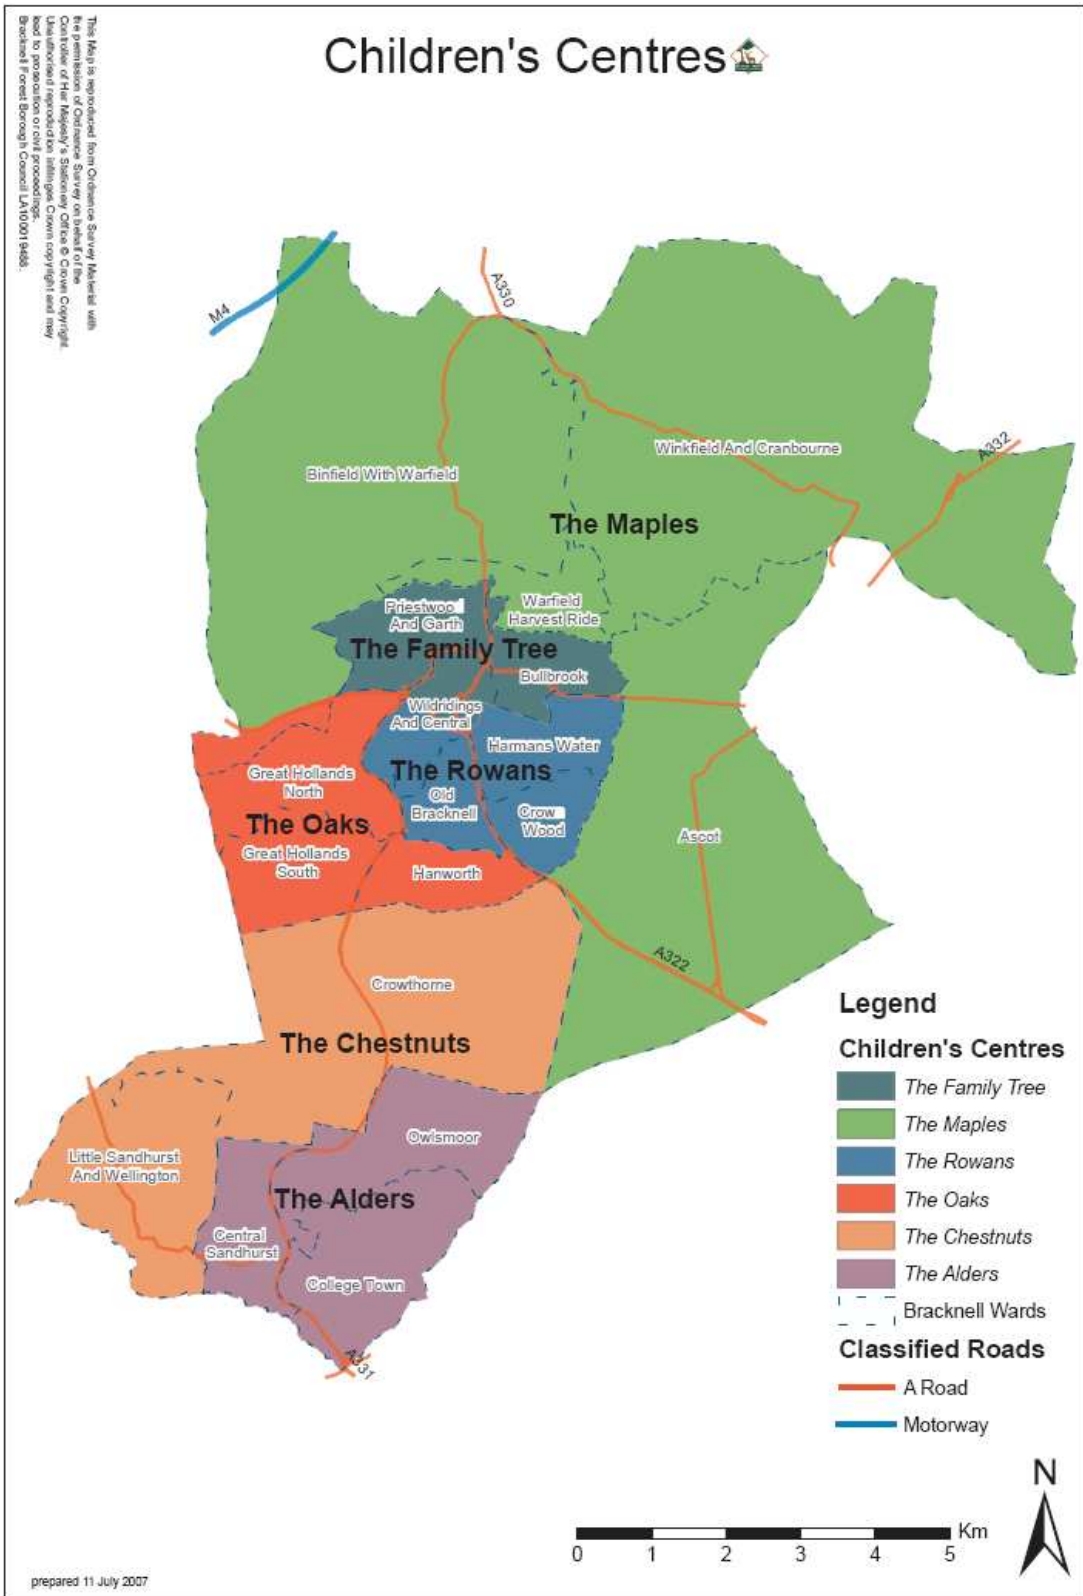 Children's Centres
This Map is reproduced from Ordnance Survey Material with
the permission of Ordnance Survey on behalf of the
Controller of Her Majesty's Stationery Office © Crown Copyright.
Unauthorised reproduction infringes Crown copyright and may
lead to prosecution or civil proceedings.
Bracknell Forest Borough Council LA100019488.
M4
A330
A332
Winkfield And Cranbourne
Binfield With Warfield
The Maples
Priestwoo
And Garth
Warfield
Harvest Ride
The Family Tree
Bullbrook
Wildridings
And Central
Harmans Water
The Rowans
Great Hollands
North
Old
Bracknell
Crow
Wood
The Oaks
Ascot
Great Hollands
South
Hanworth
A322
Crowthorne
The Chestnuts
Owlsmoor
Little Sandhurst
And Wellington
The Alders
Central
Sandhurst
College Town
A331
Legend
Children's Centres
The Family Tree
The Maples
The Rowans
The Oaks
The Chestnuts
The Alders
Bracknell Wards
Classified Roads
A Road
Motorway
N
Km
0 1 2 3 4 5
prepared 11 July 2007